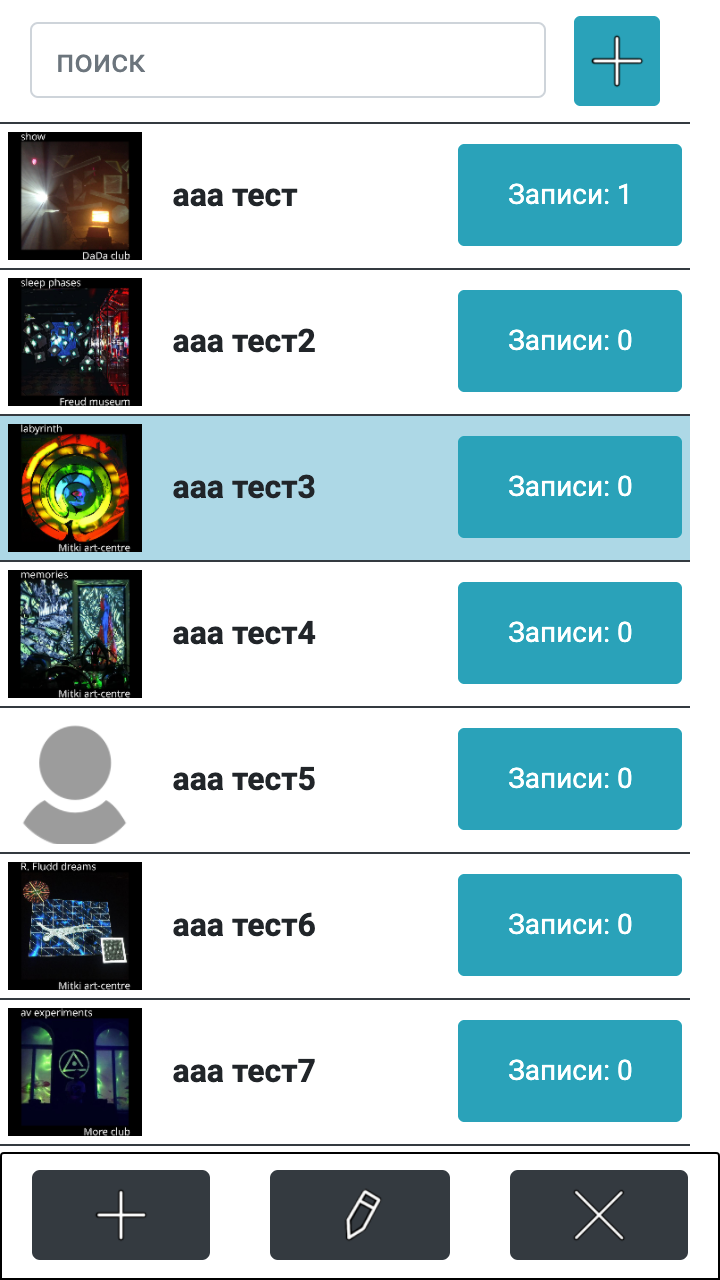 поиск
show
DaDa club
ааа тест
Записи: 1
sleep phases
Freud museum
ааа тест2
Записи: 0
labyrinth
Mitki art-centre
ааа тест3
Записи: 0
memories
Mitki art-centre
ааа тест4
Записи: 0
ааа тест5
Записи: 0
R. Fludd dreams
Mitki art-centre
ааа тест6
Записи: 0
av experiments
More club
ааа тест7
Записи: 0